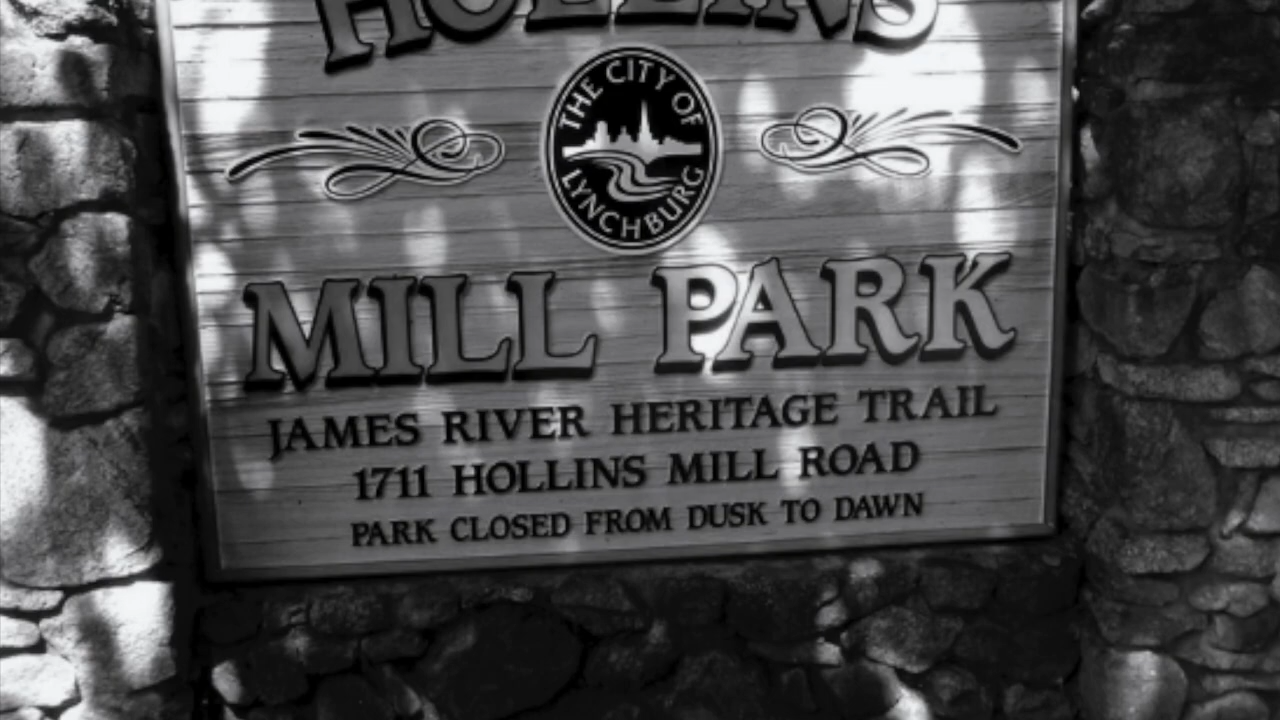 HOLLINS
THE CITY OF
LYNCHBURG
MILL PARK
JAMES RIVER HERITAGE TRAIL
1711 HOLLINS MILL ROAD
PARK CLOSED FROM DUSK TO DAWN